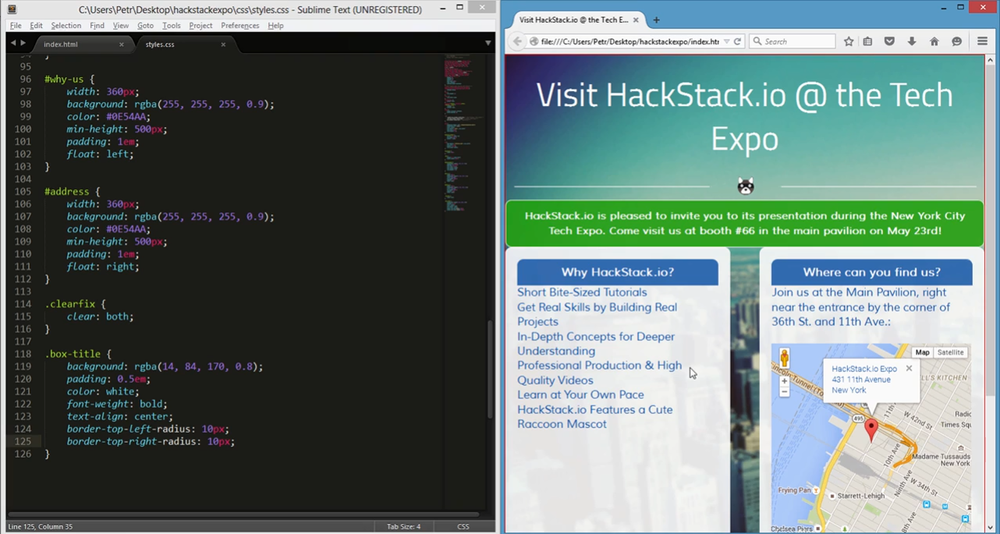 C:\Users\Petr\Desktop\hackstackexpo\css\styles.css - Sublime Text (UNREGISTERED)
File Edit Selection Find View Goto Tools Project Preferences Help
index.html × styles.css ×
95
96 #why-us {
97 width: 360px;
98 background: rgba(255, 255, 255, 0.9);
99 color: #0E54AA;
100 min-height: 500px;
101 padding: 1em;
102 float: left;
103 }
104
105 #address {
106 width: 360px;
107 background: rgba(255, 255, 255, 0.9);
108 color: #0E54AA;
109 min-height: 500px;
110 padding: 1em;
111 float: right;
112 }
113
114 .clearfix {
115 clear: both;
116 }
117
118 .box-title {
119 background: rgba(14, 84, 170, 0.8);
120 padding: 0.5em;
121 color: white;
122 font-weight: bold;
123 text-align: center;
124 border-top-left-radius: 10px;
125 border-top-right-radius: 10px;
126 }
Line 125, Column 35 Tab Size: 4 CSS
Visit HackStack.io @ the Tech E... ×
file:///C:/Users/Petr/Desktop/hackstackexpo/index.ht
Search
Visit HackStack.io @ the Tech
Expo
HackStack.io is pleased to invite you to its presentation during the New York City
Tech Expo. Come visit us at booth #66 in the main pavilion on May 23rd!
Why HackStack.io?
Short Bite-Sized Tutorials
Get Real Skills by Building Real
Projects
In-Depth Concepts for Deeper
Understanding
Professional Production & High
Quality Videos
Learn at Your Own Pace
HackStack.io Features a Cute
Raccoon Mascot
Where can you find us?
Join us at the Main Pavilion, right
near the entrance by the corner of
36th St. and 11th Ave.:
Map Satellite
HackStack.io Expo
431 11th Avenue
New York
LL'S KITCHEN
incoln Tunnel (To
495
W 42nd St
Radio
Times Sq
10th Ave
Madame Tussauds
New York
Ninth Ave
W 34th St
Frying Pan
Starrett-Lehigh
Chelsea Piers
8th Ave